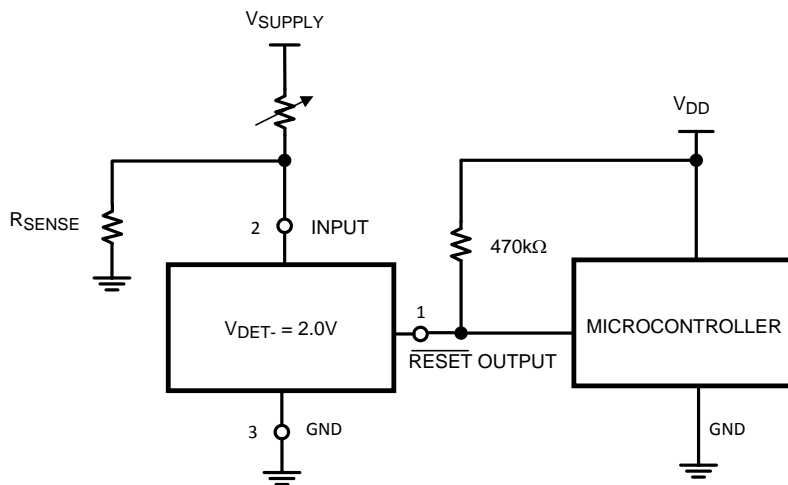 VSUPPLY
VDD
RSENSE
2 INPUT
470kΩ
VDET- = 2.0V
1
RESET OUTPUT
MICROCONTROLLER
3 GND
GND